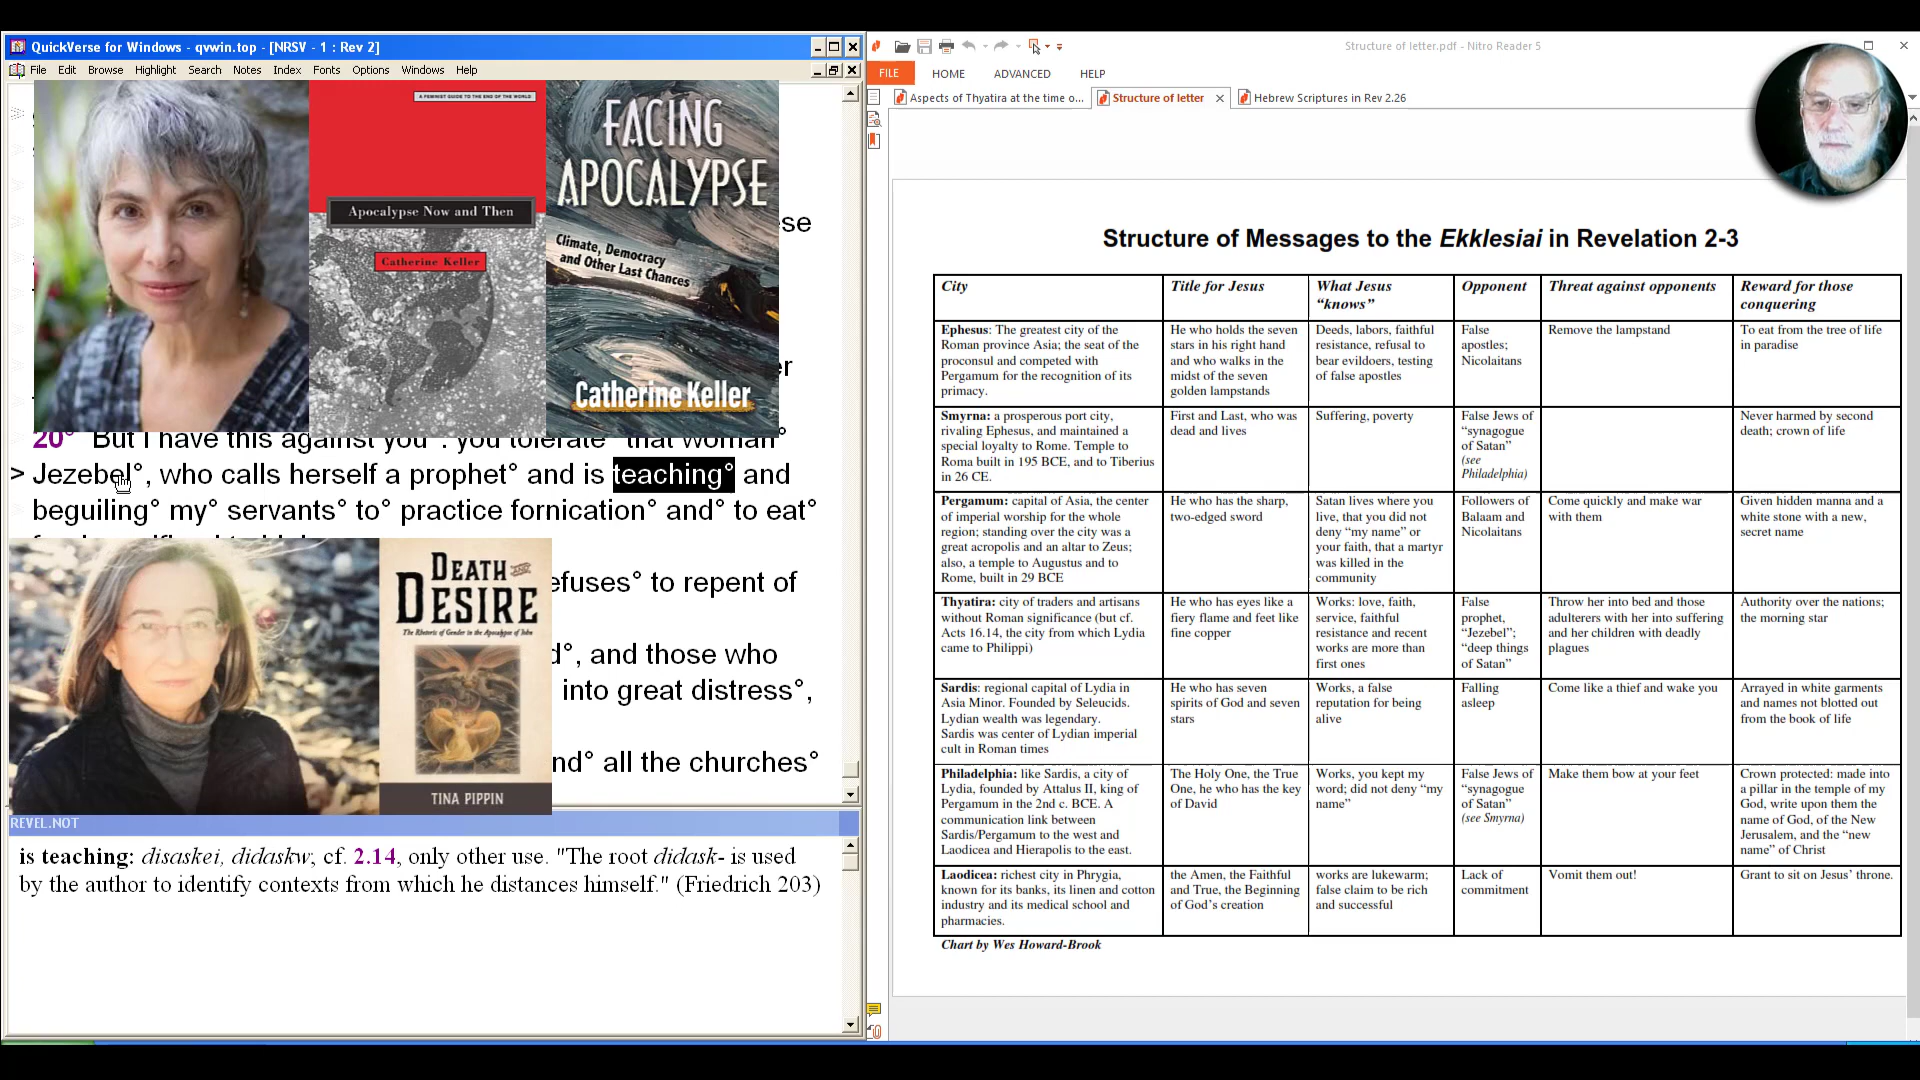 QuickVerse for Windows - qvwin.top - [NRSV - 1 : Rev 2]
File Edit Browse Highlight Search Notes Index Fonts Options Windows Help
A FEMINIST GUIDE TO THE END OF THE WORLD
Apocalypse Now and Then
Catherine Keller
FACING
APOCALYPSE
Climate, Democracy
and Other Last Chances
Catherine Keller
ese
er
20° "But I have this against you°: you tolerate° that woman°
> Jezebel°, who calls herself a prophet° and is teaching° and
beguiling° my° servants° to° practice fornication° and° to eat°
efuses° to repent of
d°, and those who
into great distress°,
nd° all the churches°
DEATH AND
DESIRE
The Rhetoric of Gender in the Apocalypse of John
TINA PIPPIN
REVEL.NOT
is teaching: disaskei, didaskw, cf. 2.14, only other use. "The root didask- is used
by the author to identify contexts from which he distances himself." (Friedrich 203)
Structure of letter.pdf - Nitro Reader 5
FILE HOME ADVANCED HELP
Aspects of Thyatira at the time o... Structure of letter × Hebrew Scriptures in Rev 2.26
Structure of Messages to the Ekklesiai in Revelation 2-3
City
Title for Jesus
What Jesus
“knows”
Opponent
Threat against opponents
Reward for those
conquering
Ephesus: The greatest city of the
Roman province Asia; the seat of the
proconsul and competed with
Pergamum for the recognition of its
primacy.
He who holds the seven
stars in his right hand
and who walks in the
midst of the seven
golden lampstands
Deeds, labors, faithful
resistance, refusal to
bear evildoers, testing
of false apostles
False
apostles;
Nicolaitans
Remove the lampstand
To eat from the tree of life
in paradise
Smyrna: a prosperous port city,
rivaling Ephesus, and maintained a
special loyalty to Rome. Temple to
Roma built in 195 BCE, and to Tiberius
in 26 CE.
First and Last, who was
dead and lives
Suffering, poverty
False Jews of
“synagogue
of Satan”
(see
Philadelphia)
Never harmed by second
death; crown of life
Pergamum: capital of Asia, the center
of imperial worship for the whole
region; standing over the city was a
great acropolis and an altar to Zeus;
also, a temple to Augustus and to
Rome, built in 29 BCE
He who has the sharp,
two-edged sword
Satan lives where you
live, that you did not
deny “my name” or
your faith, that a martyr
was killed in the
community
Followers of
Balaam and
Nicolaitans
Come quickly and make war
with them
Given hidden manna and a
white stone with a new,
secret name
Thyatira: city of traders and artisans
without Roman significance (but cf.
Acts 16.14, the city from which Lydia
came to Philippi)
He who has eyes like a
fiery flame and feet like
fine copper
Works: love, faith,
service, faithful
resistance and recent
works are more than
first ones
False
prophet,
“Jezebel”;
“deep things
of Satan”
Throw her into bed and those
adulterers with her into suffering
and her children with deadly
plagues
Authority over the nations;
the morning star
Sardis: regional capital of Lydia in
Asia Minor. Founded by Seleucids.
Lydian wealth was legendary.
Sardis was center of Lydian imperial
cult in Roman times
He who has seven
spirits of God and seven
stars
Works, a false
reputation for being
alive
Falling
asleep
Come like a thief and wake you
Arrayed in white garments
and names not blotted out
from the book of life
Philadelphia: like Sardis, a city of
Lydia, founded by Attalus II, king of
Pergamum in the 2nd c. BCE. A
communication link between
Sardis/Pergamum to the west and
Laodicea and Hierapolis to the east.
The Holy One, the True
One, he who has the key
of David
Works, you kept my
word; did not deny “my
name”
False Jews of
“synagogue
of Satan”
(see Smyrna)
Make them bow at your feet
Crown protected: made into
a pillar in the temple of my
God, write upon them the
name of God, of the New
Jerusalem, and the “new
name” of Christ
Laodicea: richest city in Phrygia,
known for its banks, its linen and cotton
industry and its medical school and
pharmacies.
the Amen, the Faithful
and True, the Beginning
of God’s creation
works are lukewarm;
false claim to be rich
and successful
Lack of
commitment
Vomit them out!
Grant to sit on Jesus’ throne.
Chart by Wes Howard-Brook